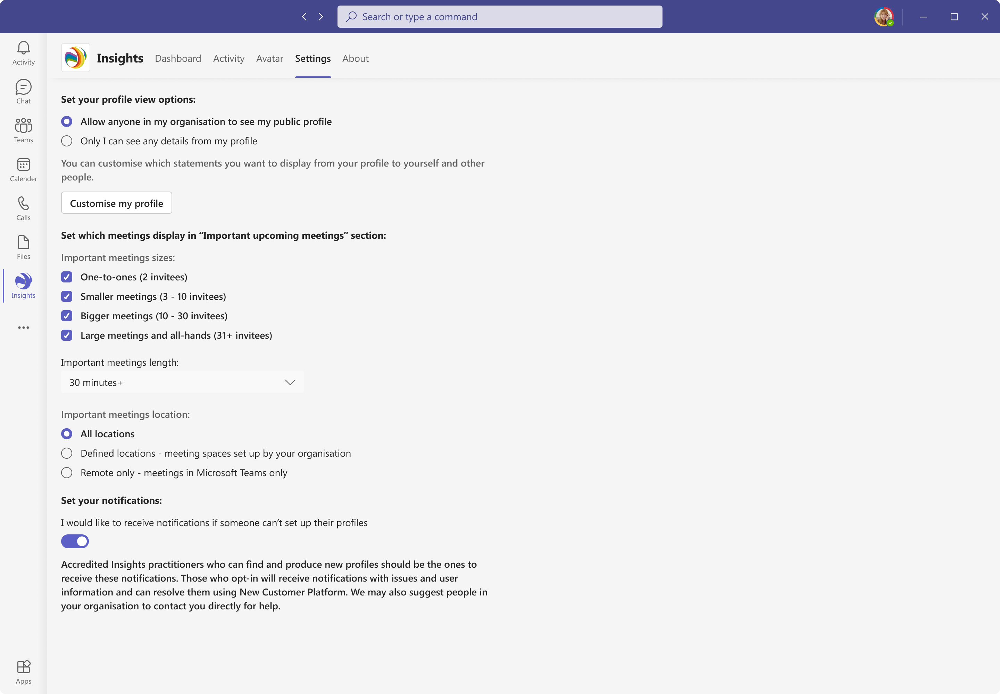 Search or type a command
Activity
Chat
Teams
Calender
Calls
Files
Insights
Apps
Insights Dashboard Activity Avatar Settings About
Set your profile view options:
Allow anyone in my organisation to see my public profile
Only I can see any details from my profile
You can customise which statements you want to display from your profile to yourself and other
people.
Customise my profile
Set which meetings display in “Important upcoming meetings” section:
Important meetings sizes:
One-to-ones (2 invitees)
Smaller meetings (3 - 10 invitees)
Bigger meetings (10 - 30 invitees)
Large meetings and all-hands (31+ invitees)
Important meetings length:
30 minutes+
Important meetings location:
All locations
Defined locations - meeting spaces set up by your organisation
Remote only - meetings in Microsoft Teams only
Set your notifications:
I would like to receive notifications if someone can’t set up their profiles
Accredited Insights practitioners who can find and produce new profiles should be the ones to
receive these notifications. Those who opt-in will receive notifications with issues and user
information and can resolve them using New Customer Platform. We may also suggest people in
your organisation to contact you directly for help.